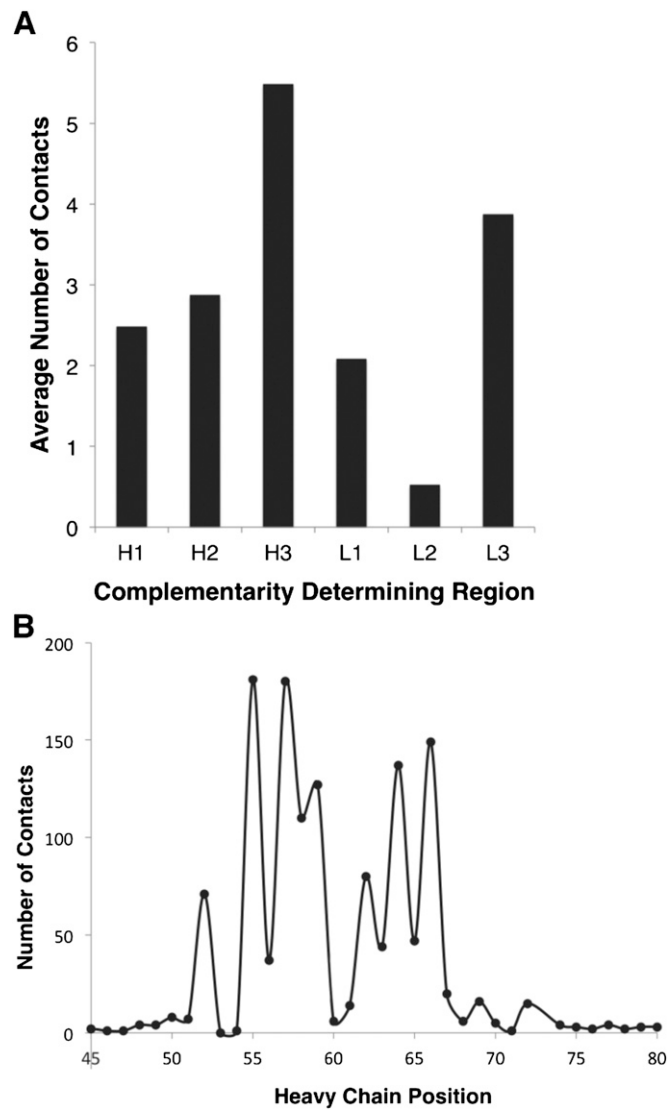 A
6
5
4
3
2
1
0
Average Number of Contacts
H1 H2 H3 L1 L2 L3
Complementarity Determining Region
B
200
150
100
50
0
Number of Contacts
45 50 55 60 65 70 75 80
Heavy Chain Position